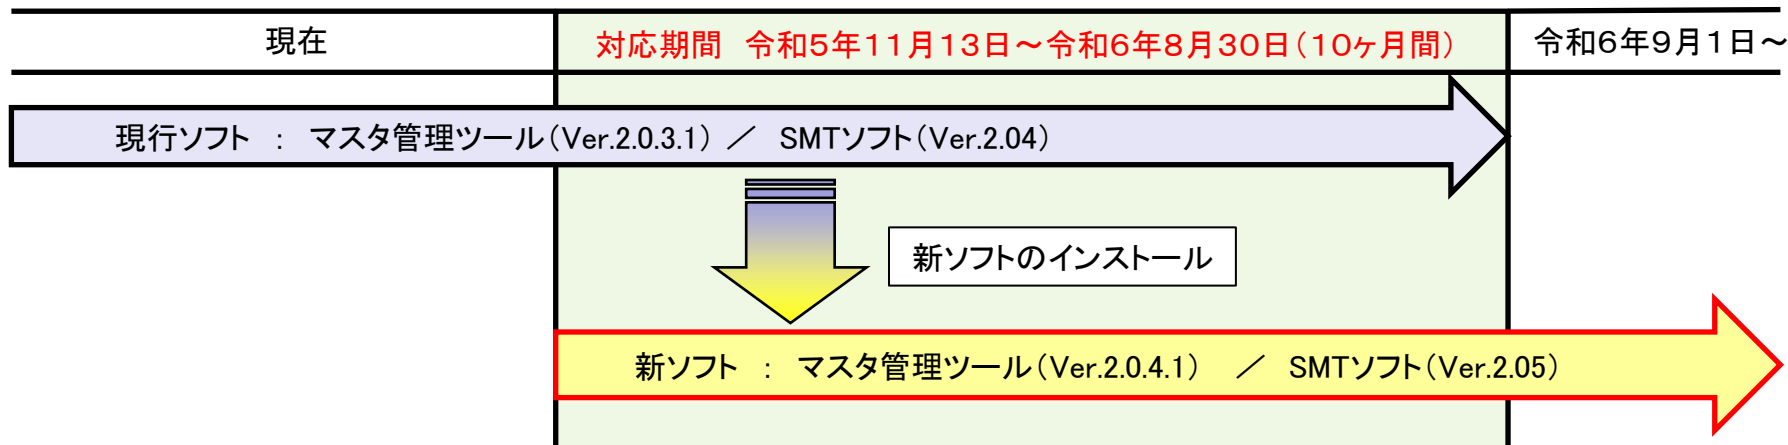 現在
対応期間　令和5年11月13日～令和6年8月30日(10ヶ月間)
令和6年9月1日～
現行ソフト　：　マスタ管理ツール(Ver.2.0.3.1)　／　SMTソフト(Ver.2.04)
新ソフトのインストール
新ソフト　：　マスタ管理ツール(Ver.2.0.4.1)　／　SMTソフト(Ver.2.05)